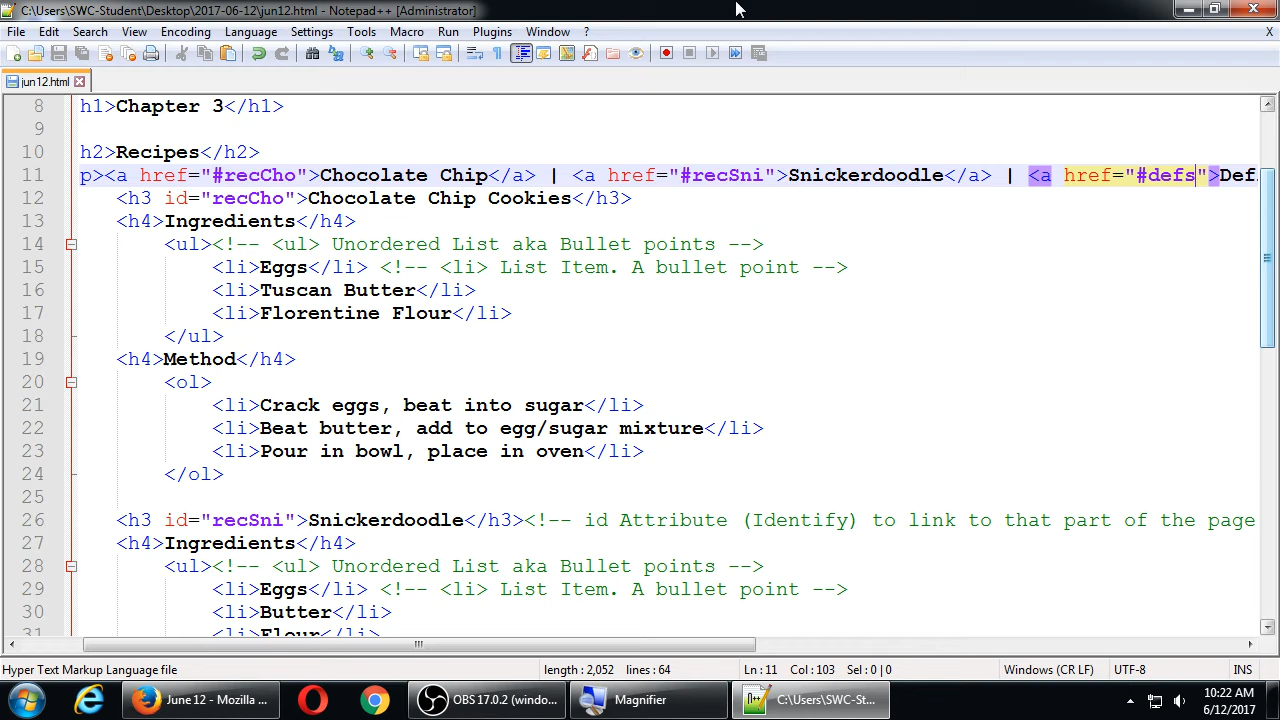 C:\Users\SWC-Student\Desktop\2017-06-12\jun12.html - Notepad++ [Administrator]
File Edit Search View Encoding Language Settings Tools Macro Run Plugins Window ? X
jun12.html
8 h1>Chapter 3</h1>
9
10 h2>Recipes</h2>
11 p><a href="#recCho">Chocolate Chip</a> | <a href="#recSni">Snickerdoodle</a> | <a href="#defs">Def
12 <h3 id="recCho">Chocolate Chip Cookies</h3>
13 <h4>Ingredients</h4>
14 <ul><!-- <ul> Unordered List aka Bullet points -->
15 <li>Eggs</li> <!-- <li> List Item. A bullet point -->
16 <li>Tuscan Butter</li>
17 <li>Florentine Flour</li>
18 </ul>
19 <h4>Method</h4>
20 <ol>
21 <li>Crack eggs, beat into sugar</li>
22 <li>Beat butter, add to egg/sugar mixture</li>
23 <li>Pour in bowl, place in oven</li>
24 </ol>
25
26 <h3 id="recSni">Snickerdoodle</h3><!-- id Attribute (Identify) to link to that part of the page
27 <h4>Ingredients</h4>
28 <ul><!-- <ul> Unordered List aka Bullet points -->
29 <li>Eggs</li> <!-- <li> List Item. A bullet point -->
30 <li>Butter</li>
31 <li>Flour</li>
Hyper Text Markup Language file length : 2,052 lines : 64 Ln : 11 Col : 103 Sel : 0 | 0 Windows (CR LF) UTF-8 INS
June 12 - Mozilla ... OBS 17.0.2 (windo... Magnifier C:\Users\SWC-St... 10:22 AM
6/12/2017